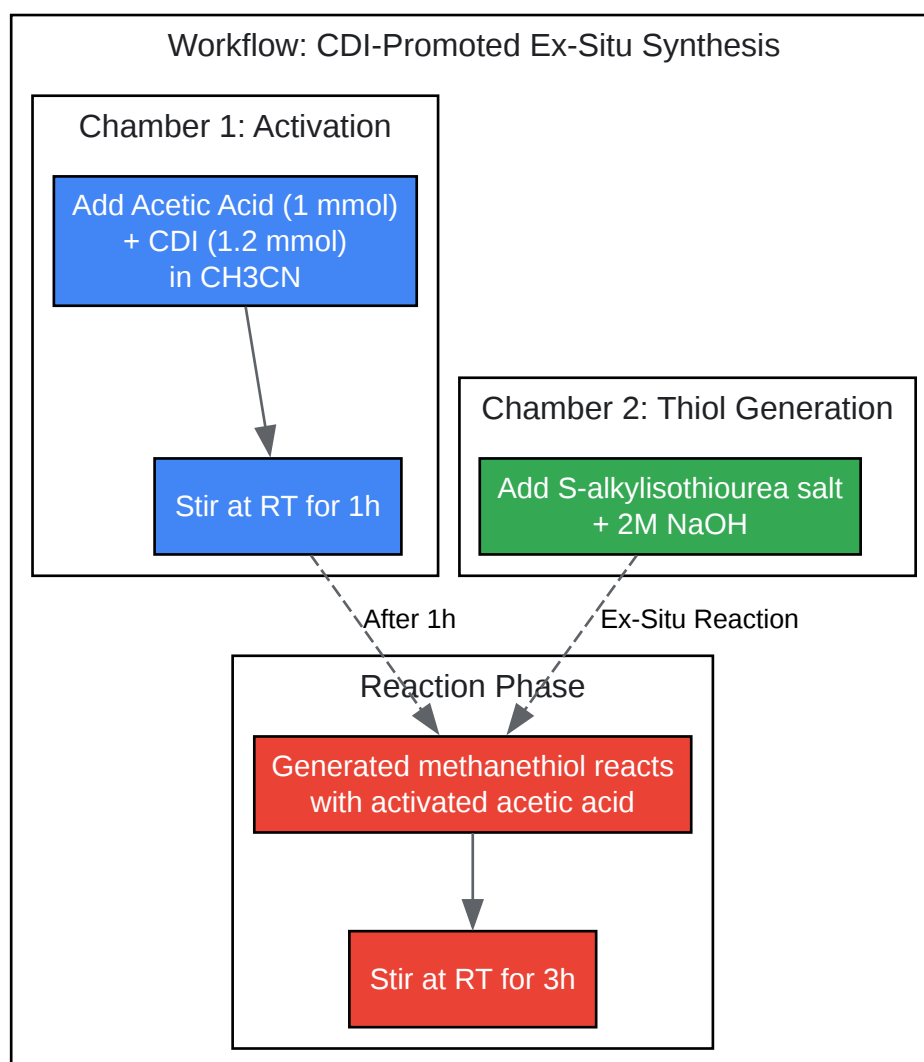 Workflow: CDI-Promoted Ex-Situ Synthesis
Chamber 1: Activation
Add Acetic Acid (1 mmol)
+ CDI (1.2 mmol)
in CH3CN
Stir at RT for 1h
Chamber 2: Thiol Generation
Add S-alkylisothiourea salt
+ 2M NaOH
After 1h
Ex-Situ Reaction
Reaction Phase
Generated methanethiol reacts
with activated acetic acid
Stir at RT for 3h